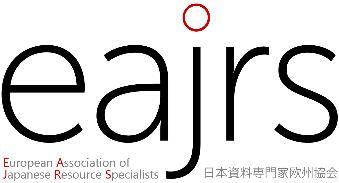 eajrs
European Association of
Japanese Resource Specialists
日本資料専門家欧州協会